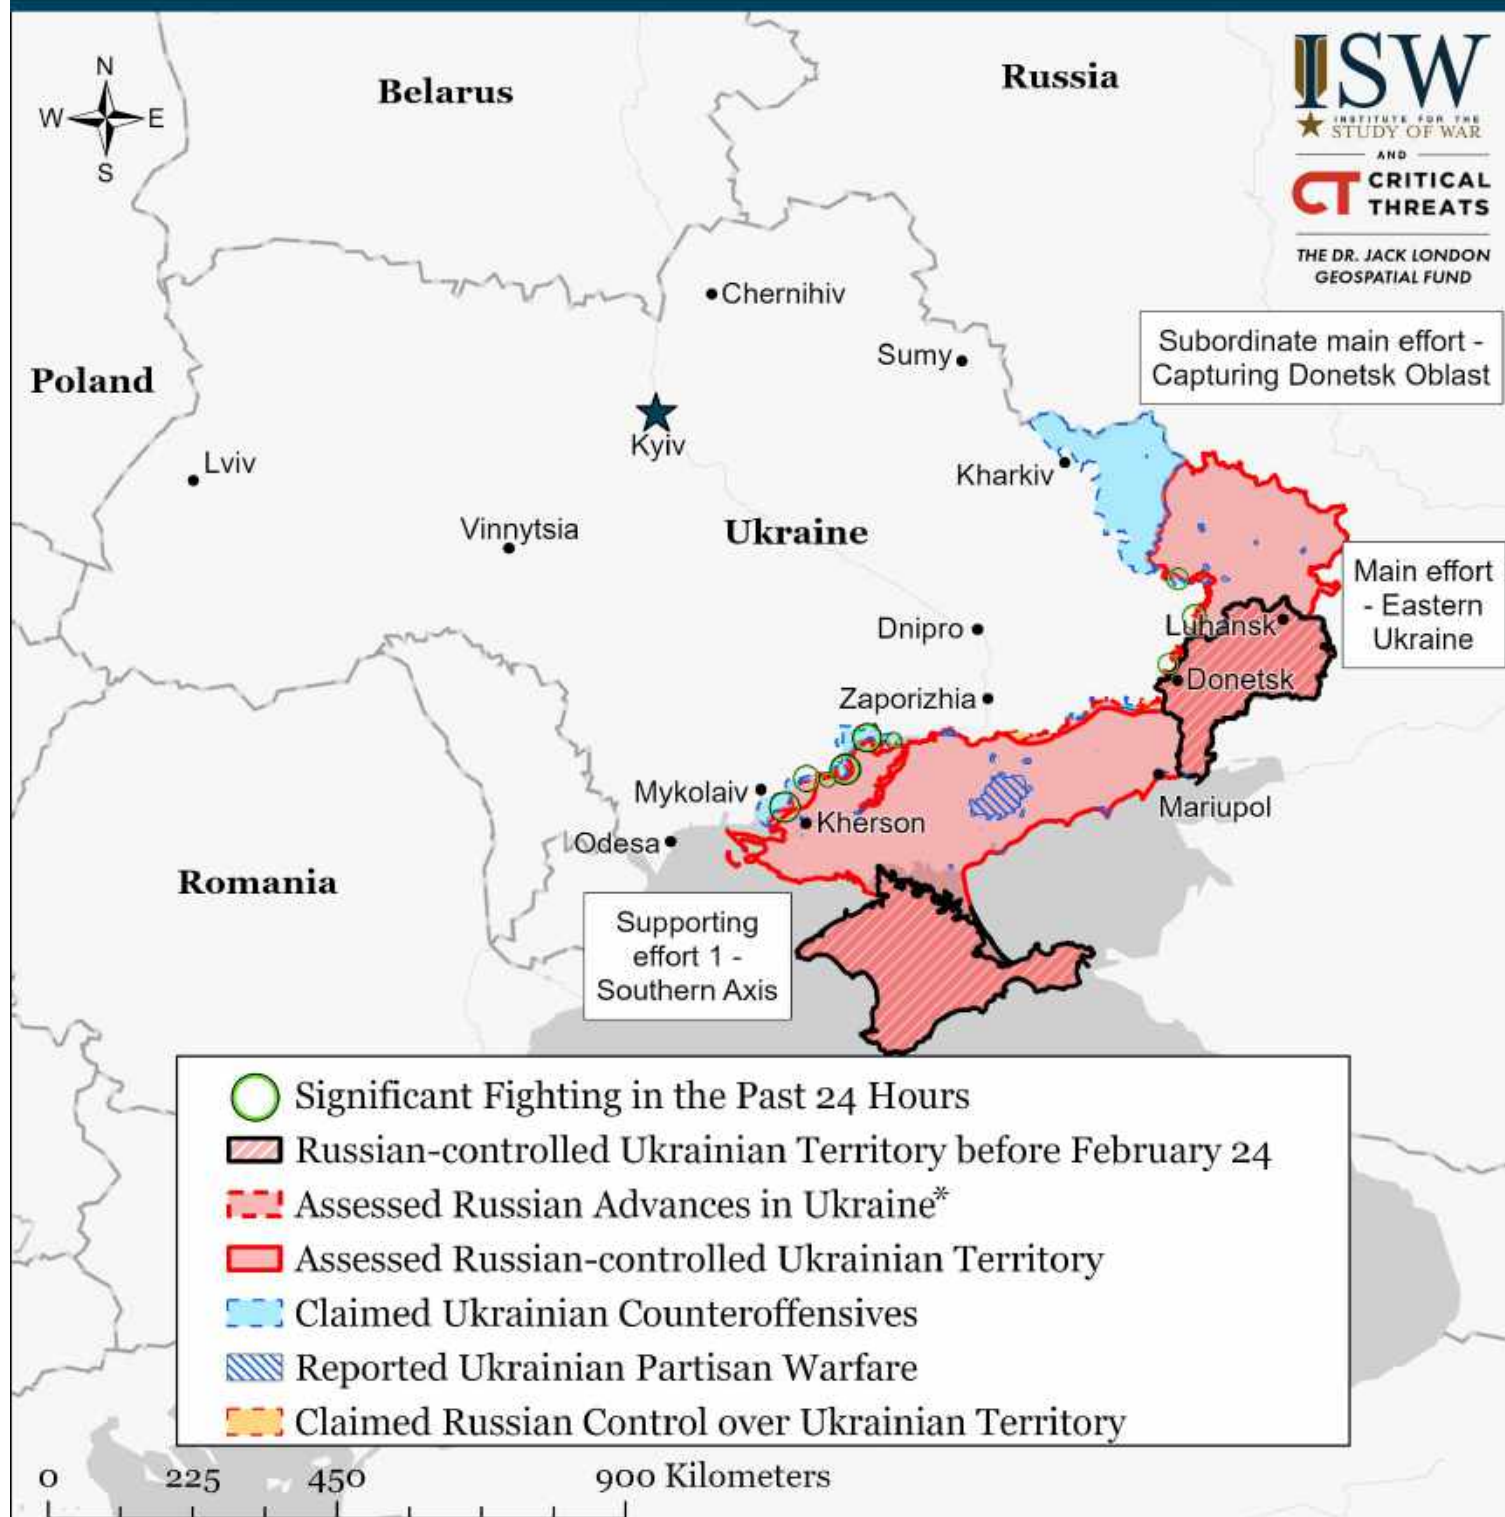 N
W E
S
Belarus
Russia
ISW
INSTITUTE FOR THE
STUDY OF WAR
AND
CT CRITICAL
THREATS
THE DR. JACK LONDON
GEOSPATIAL FUND
Chernihiv
Subordinate main effort -
Capturing Donetsk Oblast
Sumy
Poland
Kyiv
Lviv
Kharkiv
Vinnytsia
Ukraine
Main effort
- Eastern
Ukraine
Dnipro
Luhansk
Donetsk
Zaporizhia
Mykolaiv
Mariupol
Kherson
Odesa
Romania
Supporting
effort 1 -
Southern Axis
Significant Fighting in the Past 24 Hours
Russian-controlled Ukrainian Territory before February 24
Assessed Russian Advances in Ukraine*
Assessed Russian-controlled Ukrainian Territory
Claimed Ukrainian Counteroffensives
Reported Ukrainian Partisan Warfare
Claimed Russian Control over Ukrainian Territory
0 225 450 900 Kilometers